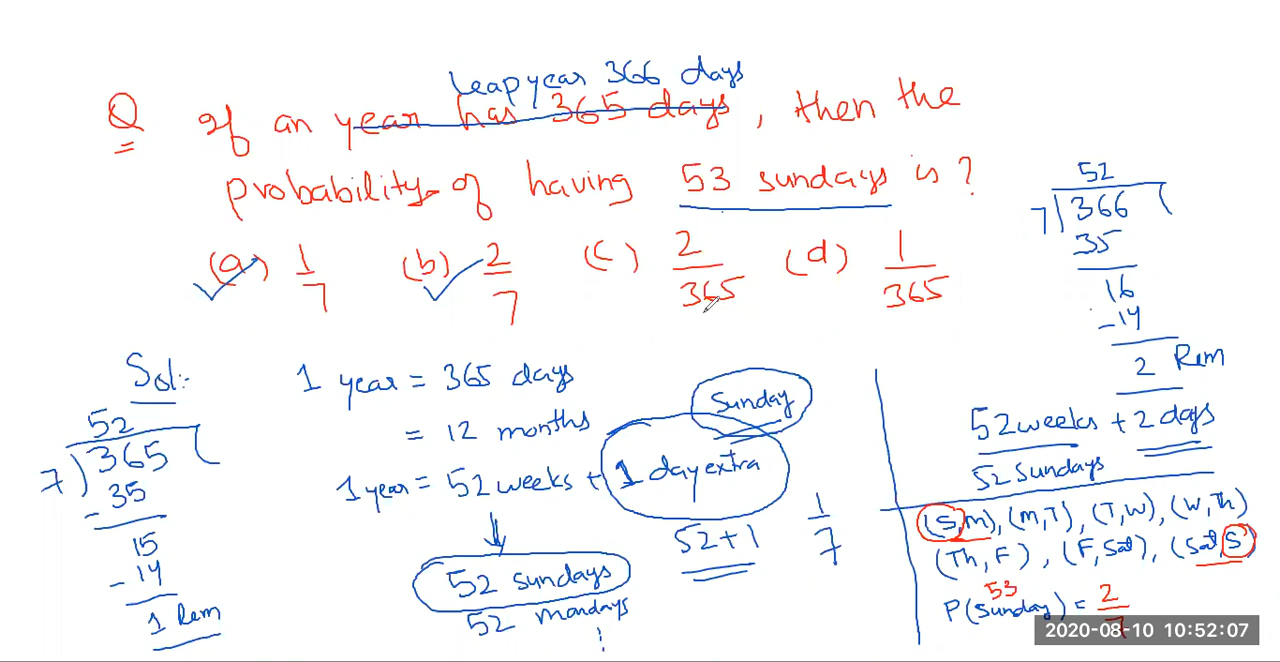 leap year 366 days
Q If an year has 365 days, then the
probability of having 53 sundays is?
(a) 1/7 (b) 2/7 (c) 2/365 (d) 1/365
52
7) 366 (
35
16
-14
2 Rem
Sol:-
52
7) 365 (
-35
15
-14
1 Rem
1 year = 365 days
= 12 months
1 year = 52 weeks + 1 day extra
Sunday
52 sundays
52 mondays
52+1
1/7
52 weeks + 2 days
52 Sundays
(S,M), (M,T), (T,W), (W,Th)
(Th,F), (F,Sat), (Sat,S)
53
P(Sunday) = 2/7
2020-08-10 10:52:07